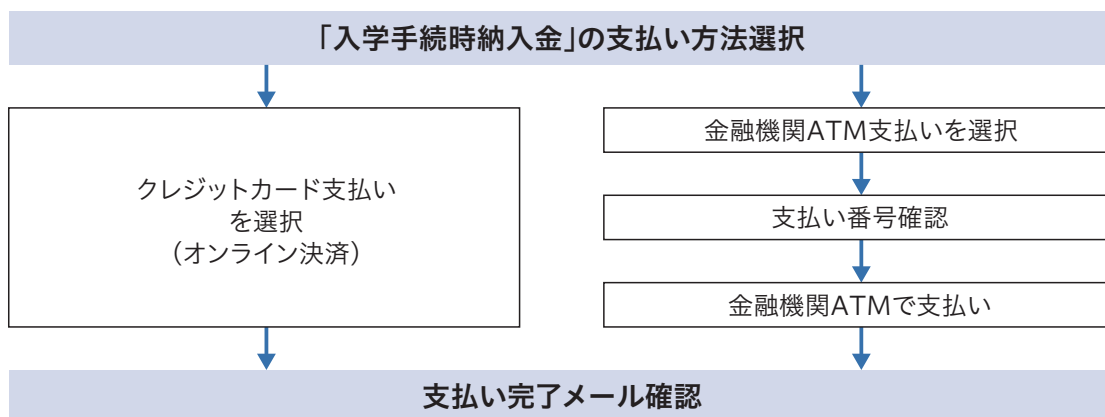 「入学手続時納入金」の支払い方法選択
クレジットカード支払い
を選択
（オンライン決済）
金融機関ATM支払いを選択
支払い番号確認
金融機関ATMで支払い
支払い完了メール確認